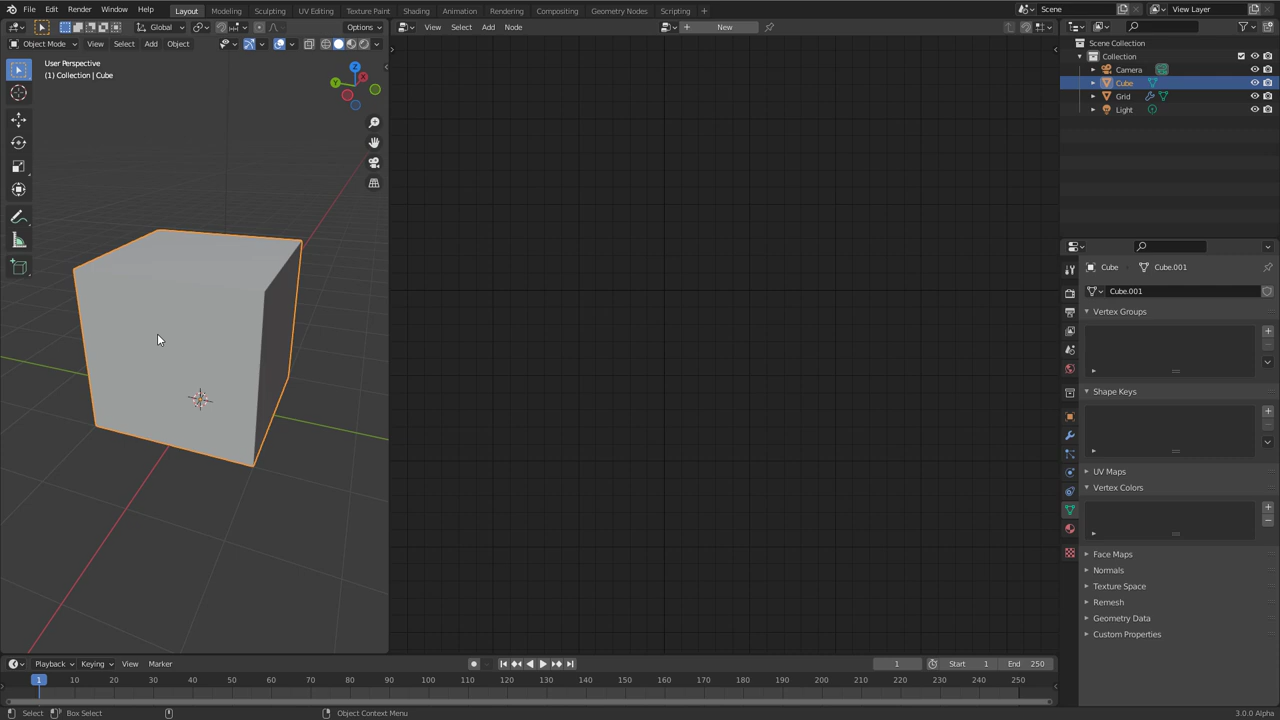 File Edit Render Window Help Layout Modeling Sculpting UV Editing Texture Paint Shading Animation Rendering Compositing Geometry Nodes Scripting + Scene View Layer
Global Options View Select Add Node New
Object Mode View Select Add Object
User Perspective
(1) Collection | Cube
Z
X
Y
Scene Collection
Collection
Camera
Cube
Grid
Light
Cube Cube.001
Cube.001
Vertex Groups
Shape Keys
UV Maps
Vertex Colors
Face Maps
Normals
Texture Space
Remesh
Geometry Data
Custom Properties
Playback Keying View Marker 1 Start 1 End 250
1 10 20 30 40 50 60 70 80 90 100 110 120 130 140 150 160 170 180 190 200 210 220 230 240 250
Select Box Select Object Context Menu 3.0.0 Alpha